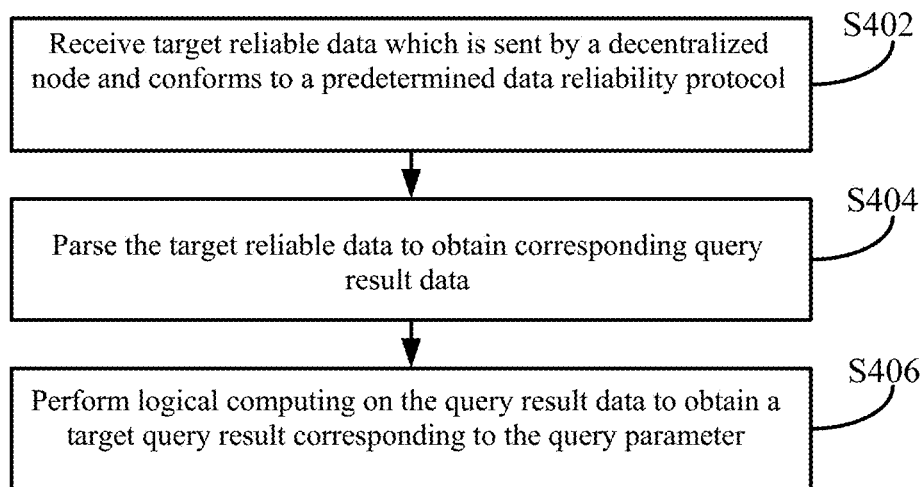 S402
Receive target reliable data which is sent by a decentralized
node and conforms to a predetermined data reliability protocol
S404
Parse the target reliable data to obtain corresponding query
result data
S406
Perform logical computing on the query result data to obtain a
target query result corresponding to the query parameter